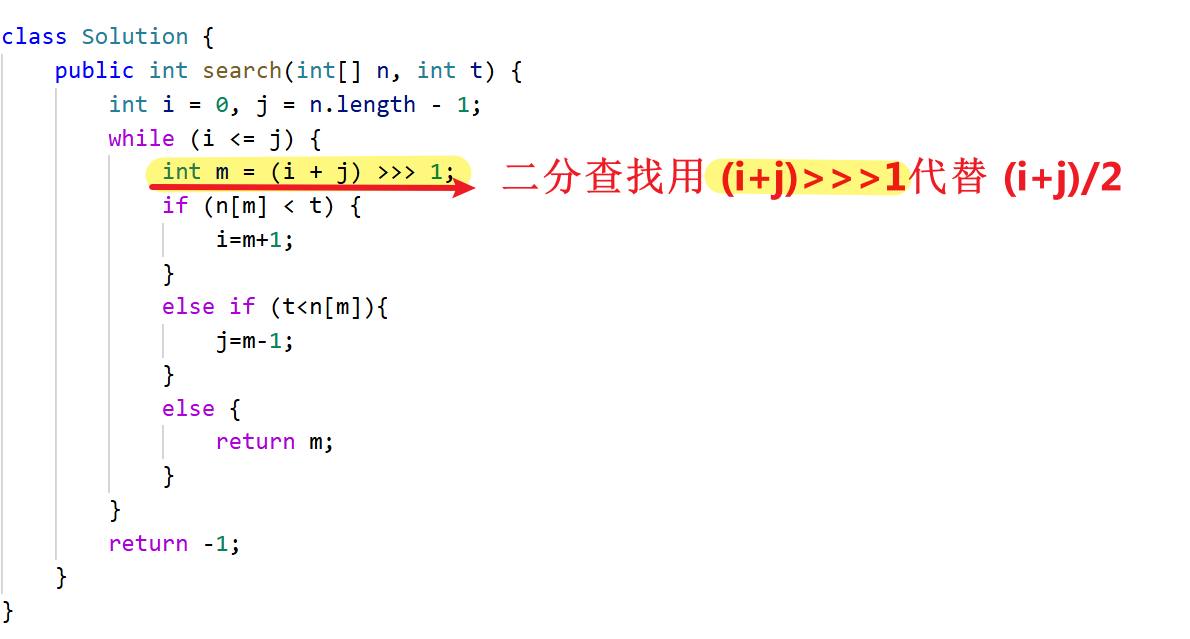 class Solution {
public int search(int[] n, int t) {
int i = 0, j = n.length - 1;
while (i <= j) {
int m = (i + j) >>> 1; 二分查找用 (i+j)>>>1代替 (i+j)/2
if (n[m] < t) {
i=m+1;
}
else if (t<n[m]){
j=m-1;
}
else {
return m;
}
}
return -1;
}
}